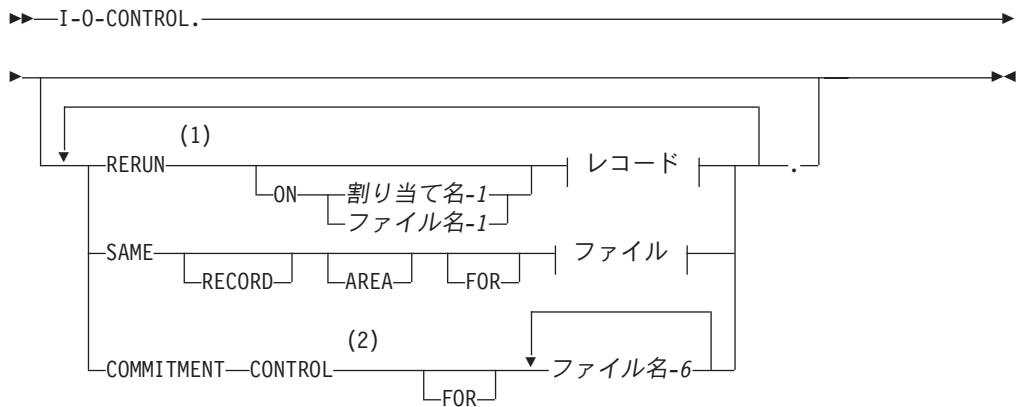 I-O-CONTROL.
(1)
RERUN レコード .
ON 割り当て名-1
ファイル名-1
SAME ファイル
RECORD AREA FOR
(2)
COMMITMENT CONTROL ファイル名-6
FOR